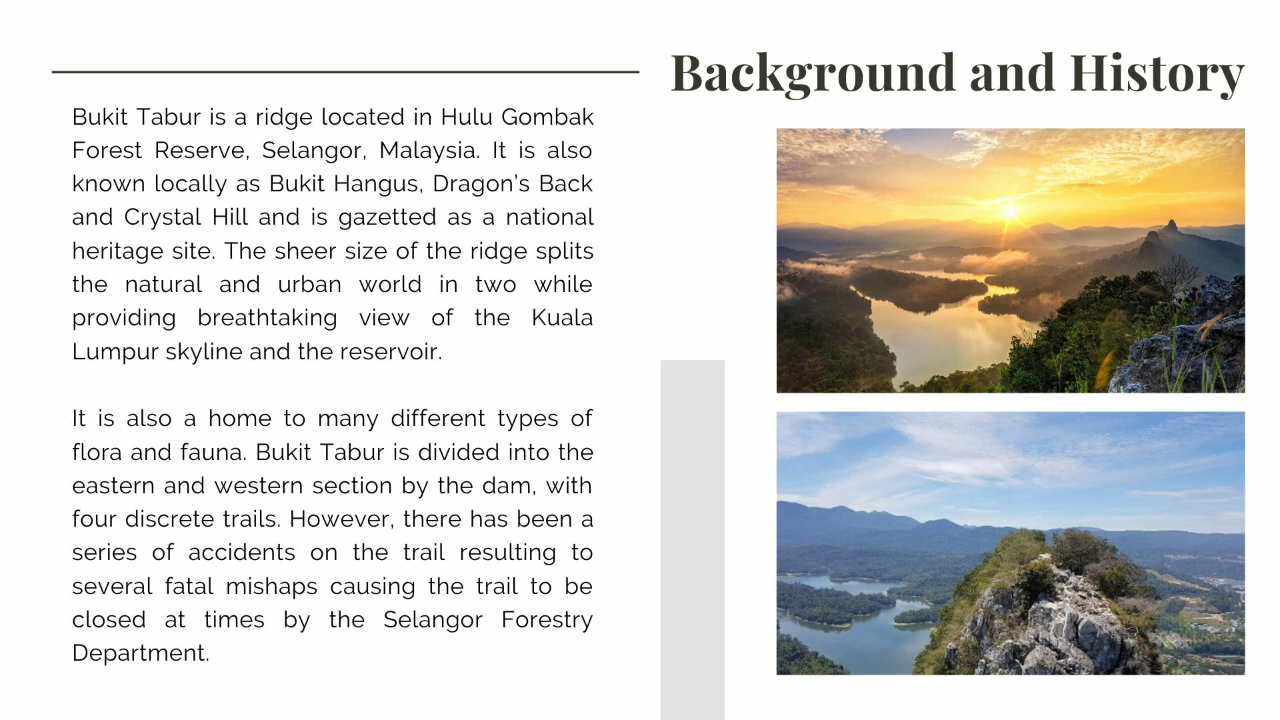 Background and History
Bukit Tabur is a ridge located in Hulu Gombak
Forest Reserve, Selangor, Malaysia. It is also
known locally as Bukit Hangus, Dragon’s Back
and Crystal Hill and is gazetted as a national
heritage site. The sheer size of the ridge splits
the natural and urban world in two while
providing breathtaking view of the Kuala
Lumpur skyline and the reservoir.
It is also a home to many different types of
flora and fauna. Bukit Tabur is divided into the
eastern and western section by the dam, with
four discrete trails. However, there has been a
series of accidents on the trail resulting to
several fatal mishaps causing the trail to be
closed at times by the Selangor Forestry
Department.